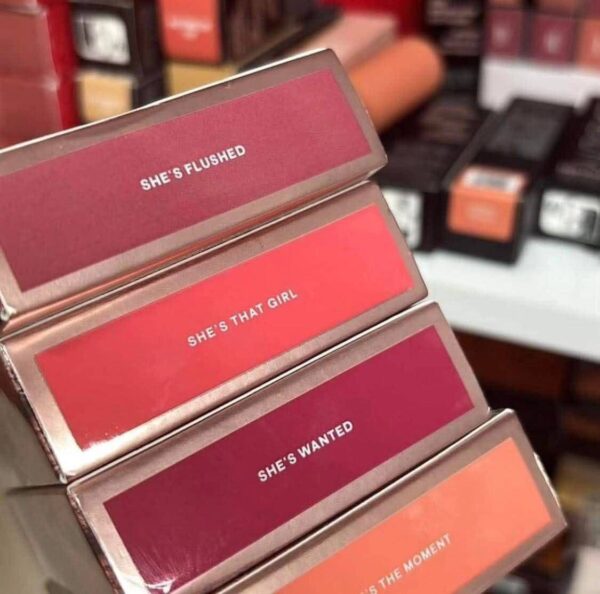 SHE'S FLUSHED
SHE'S THAT GIRL
SHE'S WANTED
'S THE MOMENT